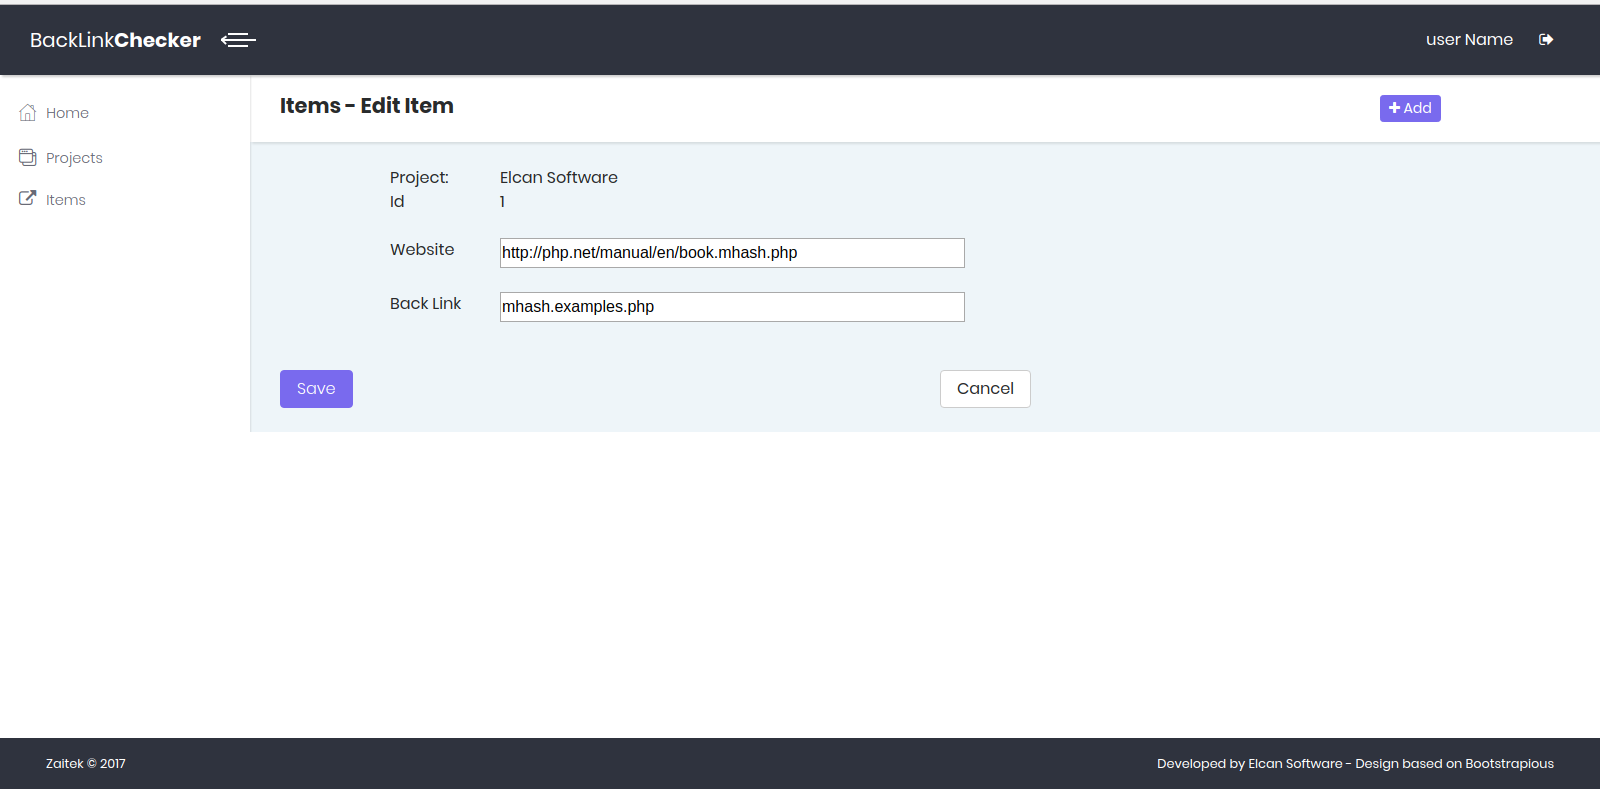 BackLinkChecker
user Name
Home
Projects
Items
Items - Edit Item
Add
Project: Elcan Software
Id 1
Website http://php.net/manual/en/book.mhash.php
Back Link mhash.examples.php
Save Cancel
Zaitek © 2017
Developed by Elcan Software - Design based on Bootstrapious